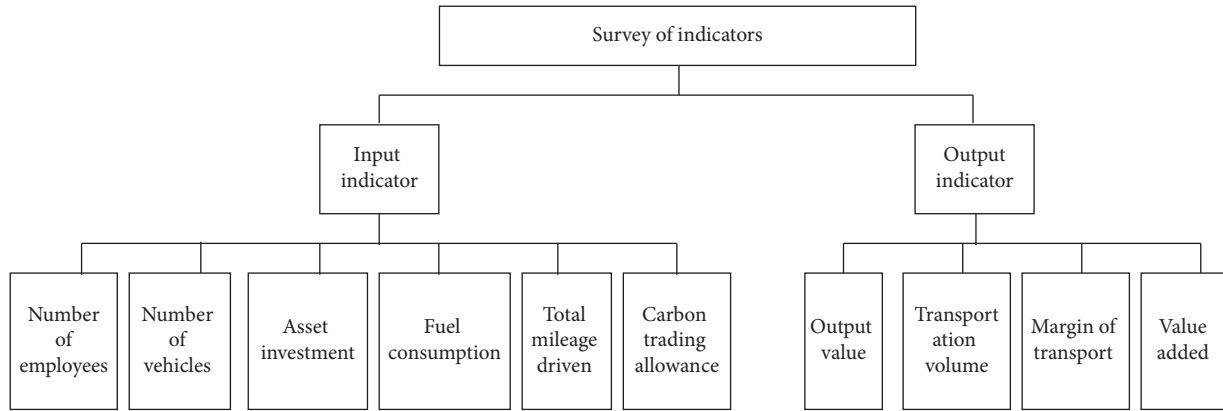 Survey of indicators
Input
indicator
Output
indicator
Number
of
employees
Number
of
vehicles
Asset
investment
Fuel
consumption
Total
mileage
driven
Carbon
trading
allowance
Output
value
Transport
ation
volume
Margin of
transport
Value
added